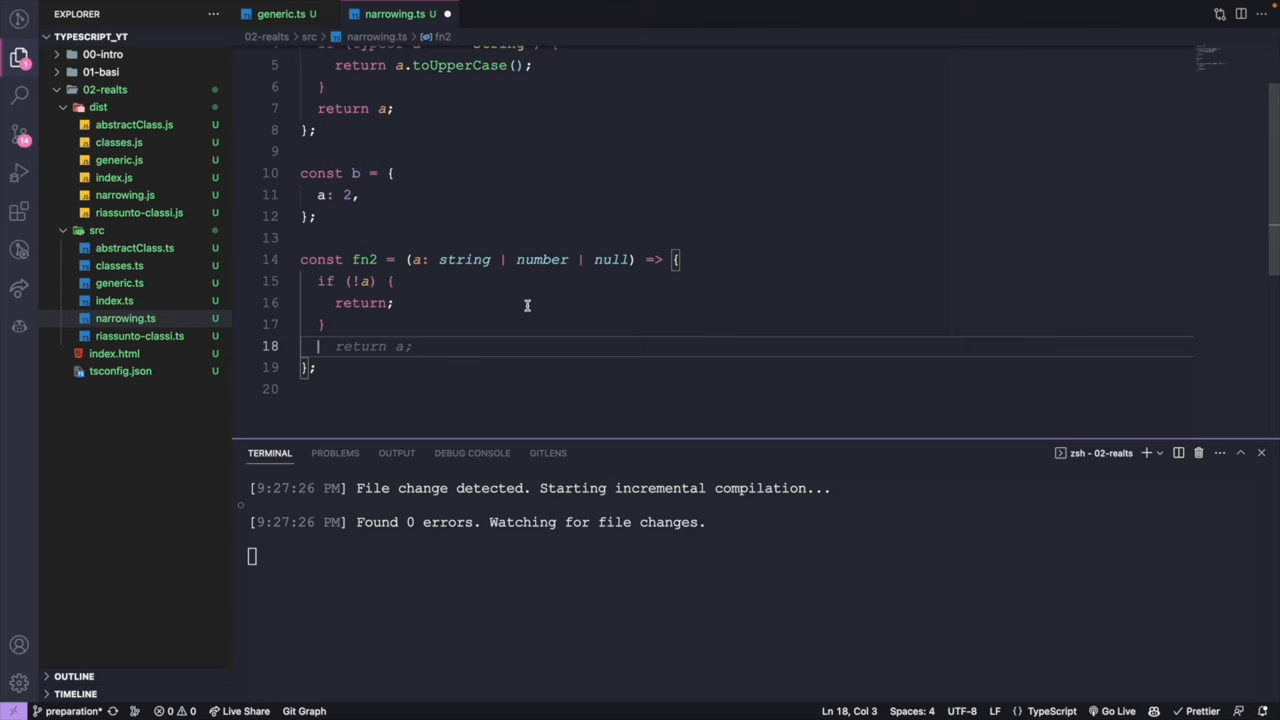 EXPLORER
···
generic.ts U
narrowing.ts U
TYPESCRIPT_YT
02-realts > src > narrowing.ts > fn2
00-intro
01-basi
02-realts
dist
abstractClass.js U
classes.js U
generic.js U
index.js U
narrowing.js U
riassunto-classi.js U
src
abstractClass.ts U
classes.ts U
generic.ts U
index.ts U
narrowing.ts U
riassunto-classi.ts U
index.html U
tsconfig.json U
OUTLINE
TIMELINE
1
14
5 return a.toUpperCase();
6 }
7 return a;
8 };
9
10 const b = {
11 a: 2,
12 };
13
14 const fn2 = (a: string | number | null) => {
15 if (!a) {
16 return;
17 }
18 return a;
19 };
20
TERMINAL PROBLEMS OUTPUT DEBUG CONSOLE GITLENS
zsh - 02-realts
[9:27:26 PM] File change detected. Starting incremental compilation...
[9:27:26 PM] Found 0 errors. Watching for file changes.
preparation* 0 0 Live Share Git Graph
Ln 18, Col 3 Spaces: 4 UTF-8 LF {} TypeScript Go Live Prettier